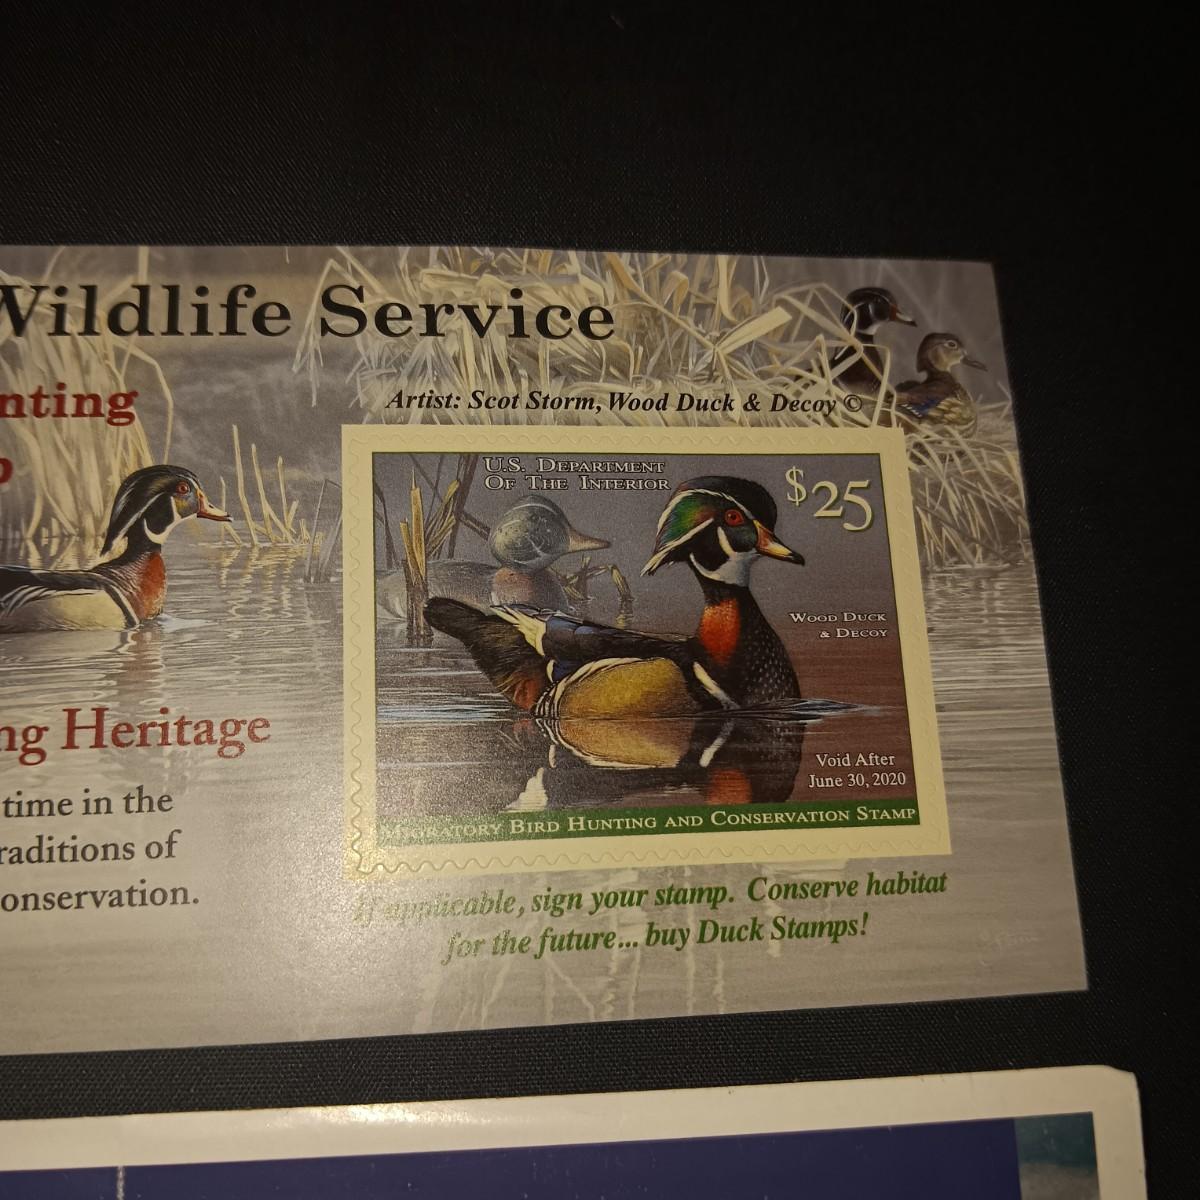 Wildlife Service
nting
p
Artist: Scot Storm, Wood Duck & Decoy ©
U.S. Department
Of The Interior
$25
Wood Duck
& Decoy
Void After
June 30, 2020
Migratory Bird Hunting and Conservation Stamp
ng Heritage
time in the
raditions of
onservation.
If applicable, sign your stamp. Conserve habitat
for the future... buy Duck Stamps!